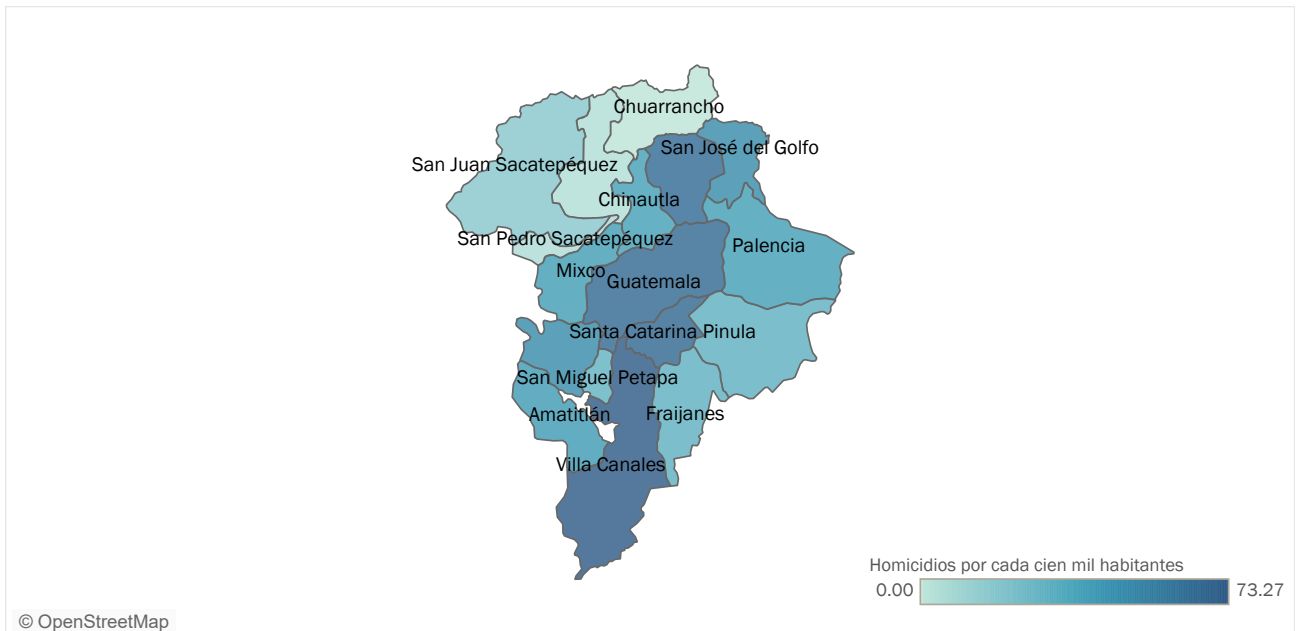 Chuarrancho
San José del Golfo
San Juan Sacatepéquez
Chinautla
San Pedro Sacatepéquez
Palencia
Mixco
Guatemala
Santa Catarina Pinula
San Miguel Petapa
Amatitlán
Fraijanes
Villa Canales
Homicidios por cada cien mil habitantes
0.00
73.27
© OpenStreetMap